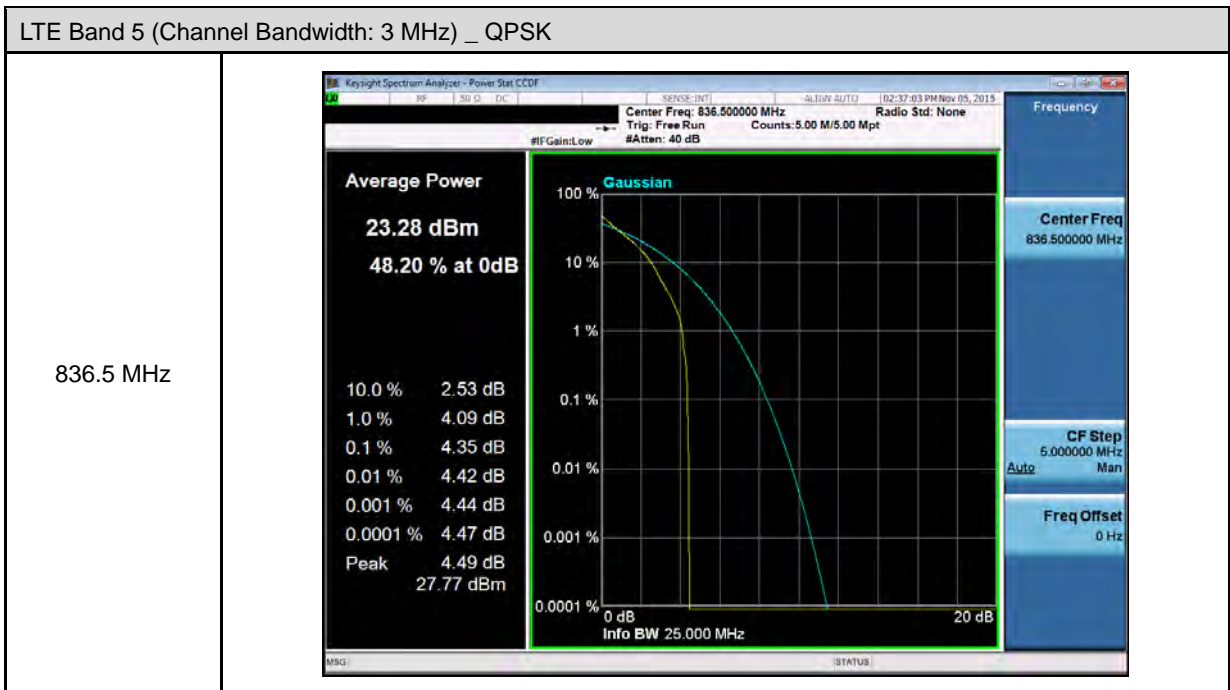 LTE Band 5 (Channel Bandwidth: 3 MHz) _ QPSK
836.5 MHz
Keysight Spectrum Analyzer - Power Stat CCDF
RF 50 Ω DC SENSE:INT ALIGN AUTO 02:37:03 PM Nov 05, 2015
Center Freq: 836.500000 MHz Radio Std: None
Trig: Free Run Counts:5.00 M/5.00 Mpt
#IFGain:Low #Atten: 40 dB
Average Power
23.28 dBm
48.20 % at 0dB
10.0 % 2.53 dB
1.0 % 4.09 dB
0.1 % 4.35 dB
0.01 % 4.42 dB
0.001 % 4.44 dB
0.0001 % 4.47 dB
Peak 4.49 dB
27.77 dBm
Gaussian
100 %
10 %
1 %
0.1 %
0.01 %
0.001 %
0.0001 %
0 dB 20 dB
Info BW 25.000 MHz
Frequency
Center Freq
836.500000 MHz
CF Step
5.000000 MHz
Auto Man
Freq Offset
0 Hz
MSG STATUS